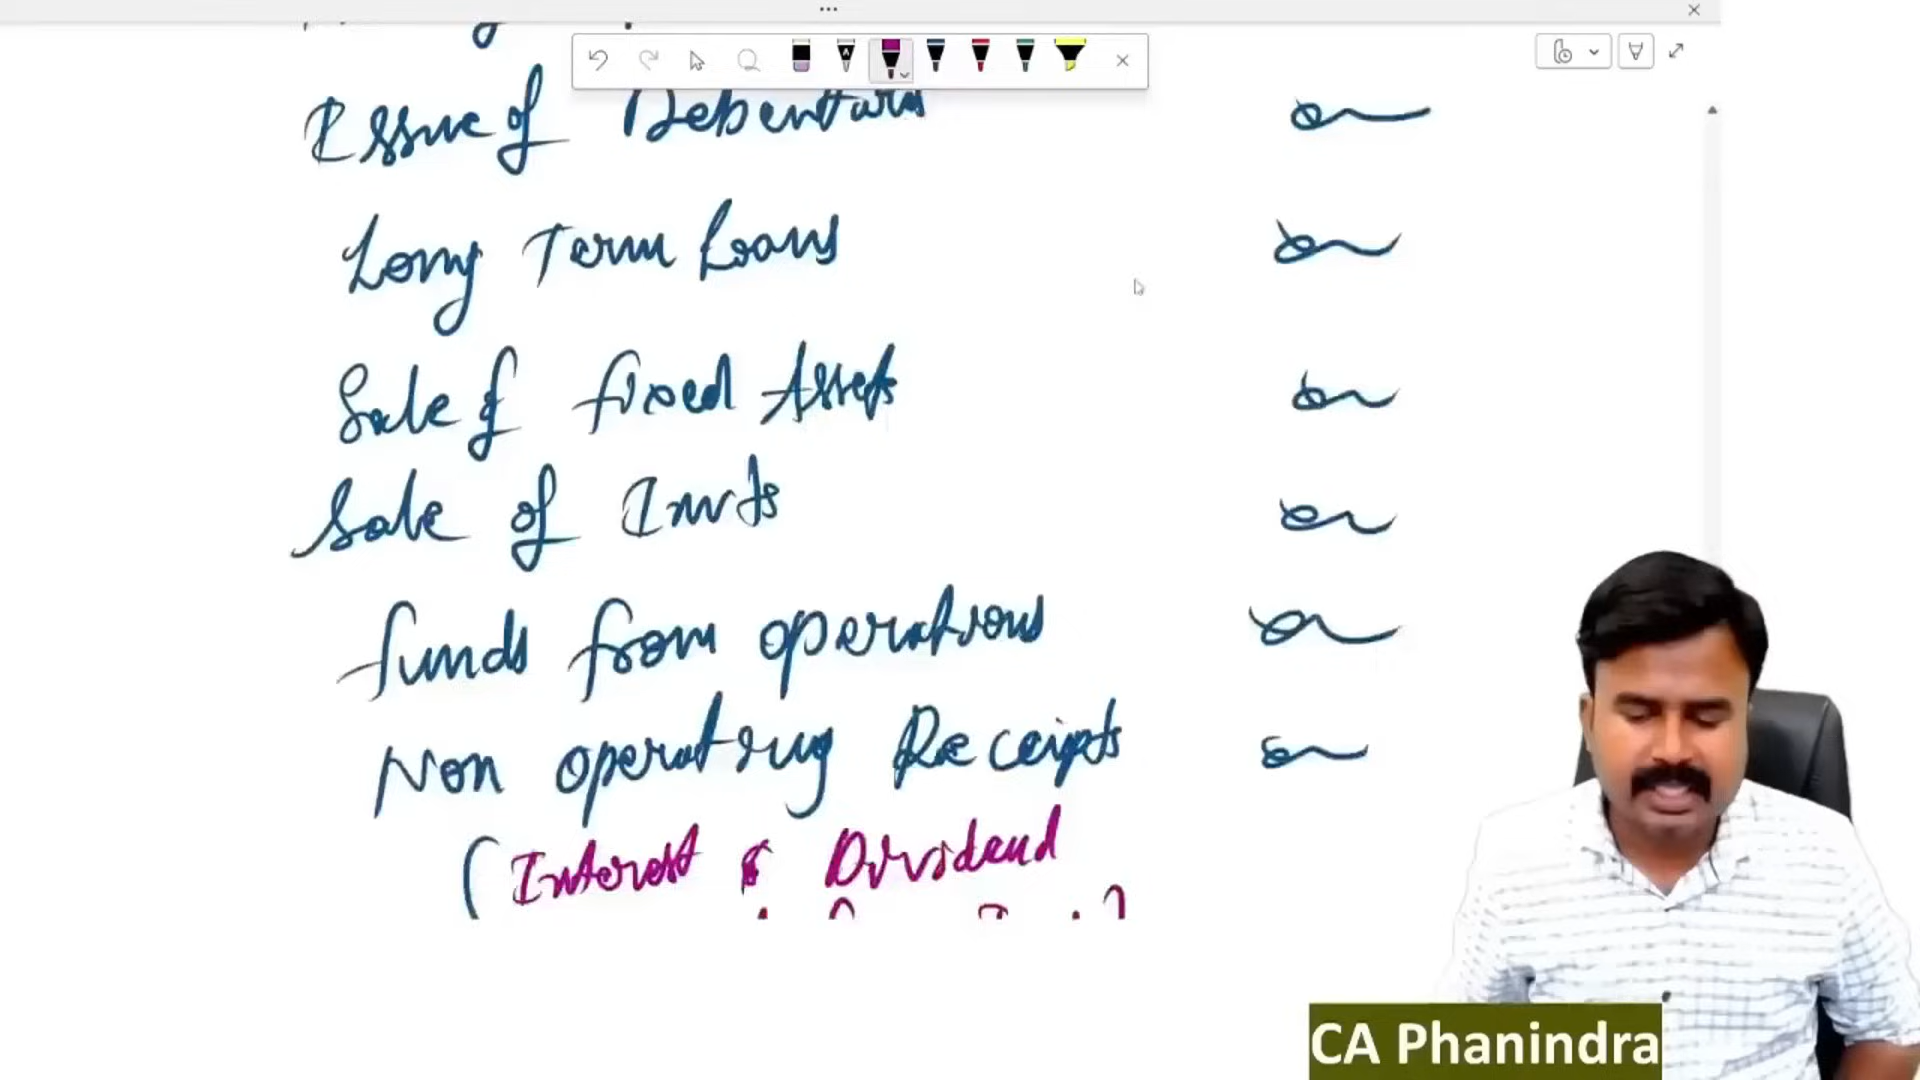 Issue of Debentures
Long Term Loans
Sale of fixed Assets
Sale of Invts
funds from operations
Non operating Receipts
(Interest & Dividend
CA Phanindra